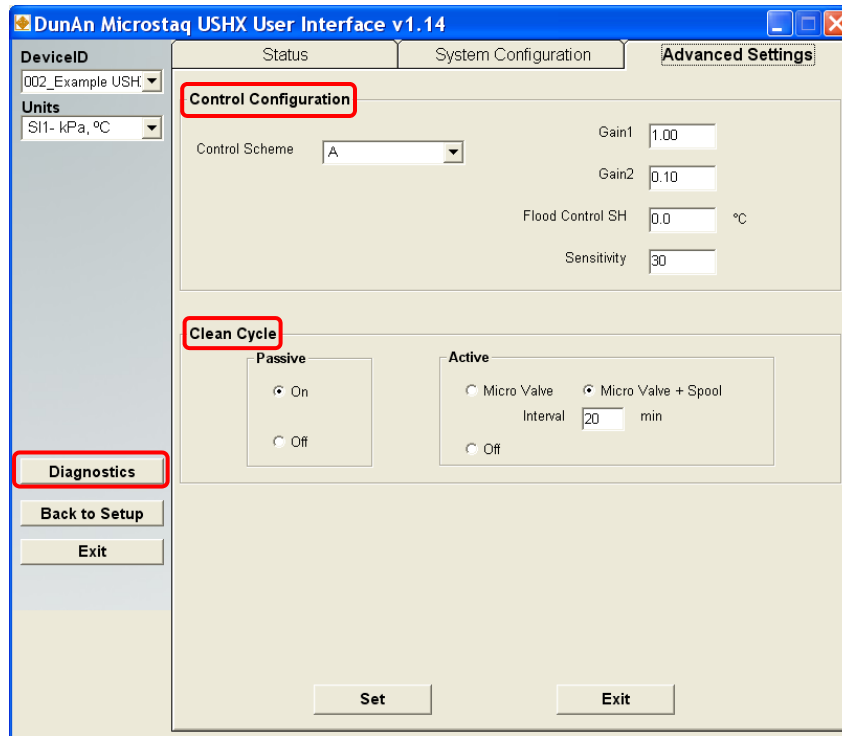 DunAn Microstaq USHX User Interface v1.14
DeviceID
002_Example USH
Units
SI1- kPa, ºC
Diagnostics
Back to Setup
Exit
Status
System Configuration
Advanced Settings
Control Configuration
Control Scheme A
Gain1 1.00
Gain2 0.10
Flood Control SH 0.0 ºC
Sensitivity 30
Clean Cycle
Passive
On
Off
Active
Micro Valve Micro Valve + Spool
Interval 20 min
Off
Set Exit